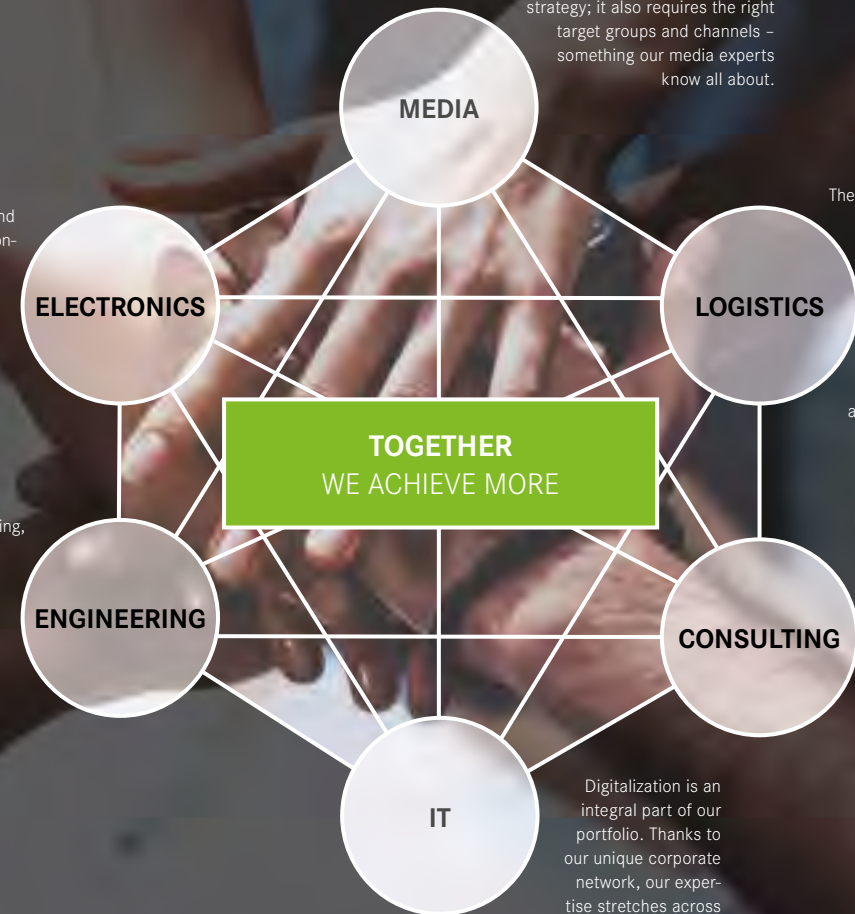 strategy; it also requires the right
target groups and channels –
something our media experts
know all about.
MEDIA
The
ELECTRONICS
LOGISTICS
a
TOGETHER
WE ACHIEVE MORE
ENGINEERING
CONSULTING
IT
Digitalization is an
integral part of our
portfolio. Thanks to
our unique corporate
network, our exper-
tise stretches across